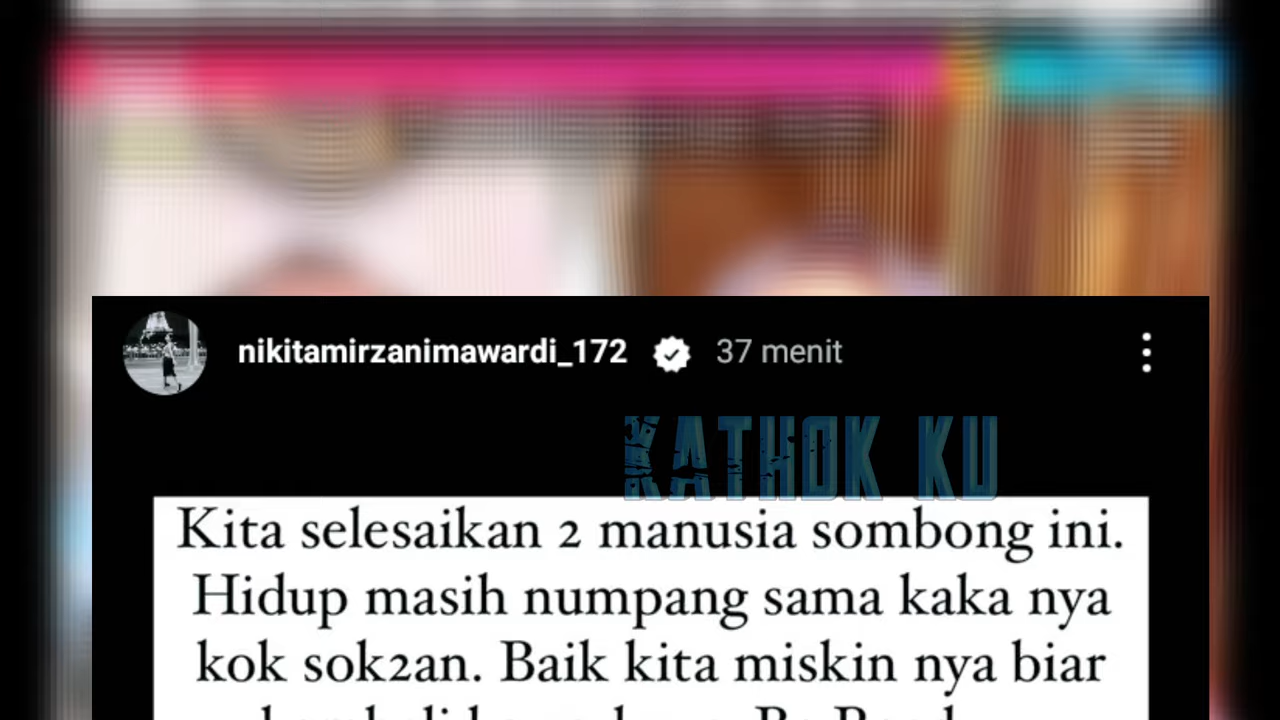 nikitamirzanimawardi_172 37 menit
KATHOK KU
Kita selesaikan 2 manusia sombong ini.
Hidup masih numpang sama kaka nya
kok sok2an. Baik kita miskin nya biar